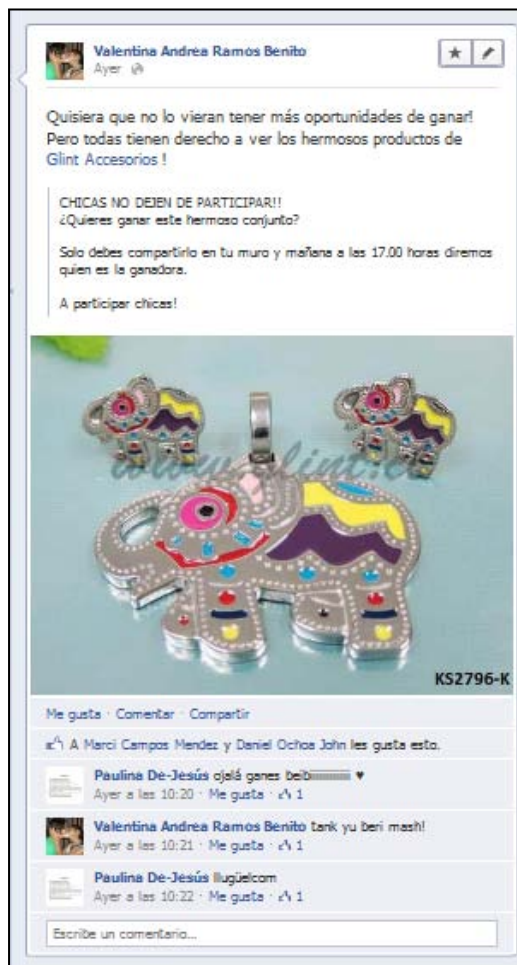 Valentina Andrea Ramos Benito
Ayer
Quisiera que no lo vieran tener más oportunidades de ganar!
Pero todas tienen derecho a ver los hermosos productos de
Glint Accesorios !
CHICAS NO DEJEN DE PARTICIPAR!!
¿Quieres ganar este hermoso conjunto?
Solo debes compartirlo en tu muro y mañana a las 17.00 horas diremos
quien es la ganadora.
A participar chicas!
www.glint.cl
KS2796-K
Me gusta · Comentar · Compartir
A Marci Campos Mendez y Daniel Ochoa John les gusta esto.
Paulina De-Jesús ojalá ganes ♥
Ayer a las 10:20 · Me gusta · 1
Valentina Andrea Ramos Benito tank yu beri mash!
Ayer a las 10:21 · Me gusta · 1
Paulina De-Jesús llugüelcom
Ayer a las 10:22 · Me gusta · 1
Escribe un comentario...